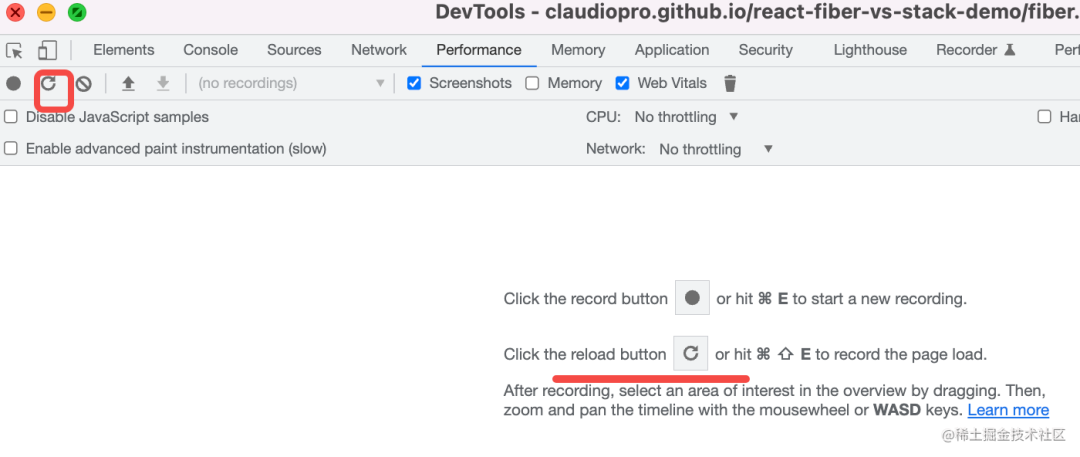 DevTools - claudiopro.github.io/react-fiber-vs-stack-demo/fiber.
Elements Console Sources Network Performance Memory Application Security Lighthouse Recorder Perf
(no recordings) Screenshots Memory Web Vitals
Disable JavaScript samples CPU: No throttling Har
Enable advanced paint instrumentation (slow) Network: No throttling
Click the record button or hit ⌘ E to start a new recording.
Click the reload button or hit ⌘ ⇧ E to record the page load.
After recording, select an area of interest in the overview by dragging. Then,
zoom and pan the timeline with the mousewheel or WASD keys. Learn more
@稀土掘金技术社区